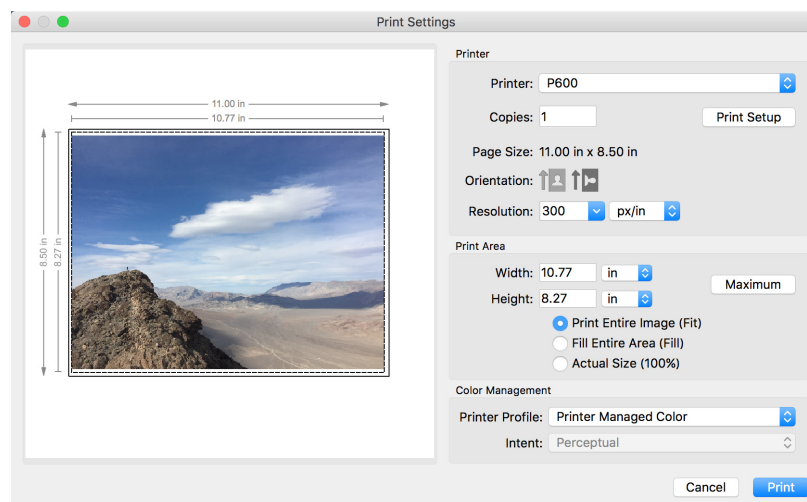 Print Settings
11.00 in
10.77 in
8.50 in
8.27 in
Printer
Printer: P600
Copies: 1 Print Setup
Page Size: 11.00 in x 8.50 in
Orientation:
Resolution: 300 px/in
Print Area
Width: 10.77 in
Maximum
Height: 8.27 in
Print Entire Image (Fit)
Fill Entire Area (Fill)
Actual Size (100%)
Color Management
Printer Profile: Printer Managed Color
Intent: Perceptual
Cancel Print